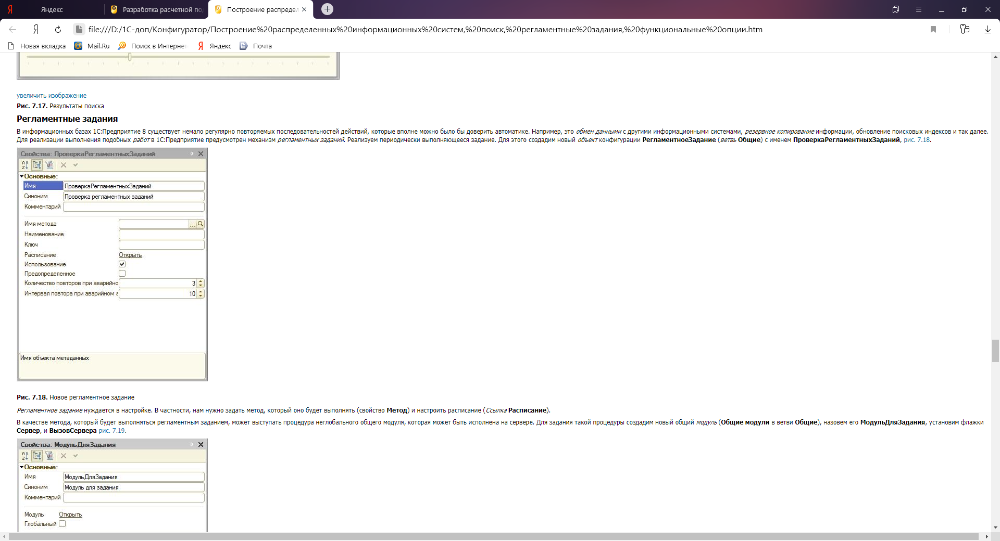 Яндекс
Разработка расчетной по
Построение распредел
file:///D:/1С-доп/Конфигуратор/Построение%20распределенных%20информационных%20систем,%20поиск,%20регламентные%20задания,%20функциональные%20опции.htm
Новая вкладка Mail.Ru Поиск в Интернет Яндекс Почта
увеличить изображение
Рис. 7.17. Результаты поиска
Регламентные задания
В информационных базах 1С:Предприятие 8 существует немало регулярно повторяемых последовательностей действий, которые вполне можно было бы доверить автоматике. Например, это обмен данными с другими информационными системами, резервное копирование информации, обновление поисковых индексов и так далее.
Для реализации выполнения подобных работ в 1С:Предприятие предусмотрен механизм регламентных заданий. Реализуем периодически выполняющееся задание. Для этого создадим новый объект конфигурации РегламентноеЗадание (ветвь Общие) с именем ПроверкаРегламентныхЗаданий, рис. 7.18.
Свойства: ПроверкаРегламентныхЗаданий
Основные:
Имя ПроверкаРегламентныхЗаданий
Синоним Проверка регламентных заданий
Комментарий
Имя метода ...
Наименование
Ключ
Расписание Открыть
Использование
Предопределенное
Количество повторов при аварийно 3
Интервал повтора при аварийном з 10
Имя объекта метаданных
Рис. 7.18. Новое регламентное задание
Регламентное задание нуждается в настройке. В частности, нам нужно задать метод, который оно будет выполнять (свойство Метод) и настроить расписание (Ссылка Расписание).
В качестве метода, который будет выполняться регламентным заданием, может выступать процедура неглобального общего модуля, которая может быть исполнена на сервере. Для задания такой процедуры создадим новый общий модуль (Общие модули в ветви Общие), назовем его МодульДляЗадания, установим флажки
Сервер, и ВызовСервера рис. 7.19.
Свойства: МодульДляЗадания
Основные:
Имя МодульДляЗадания
Синоним Модуль для задания
Комментарий
Модуль Открыть
Глобальный